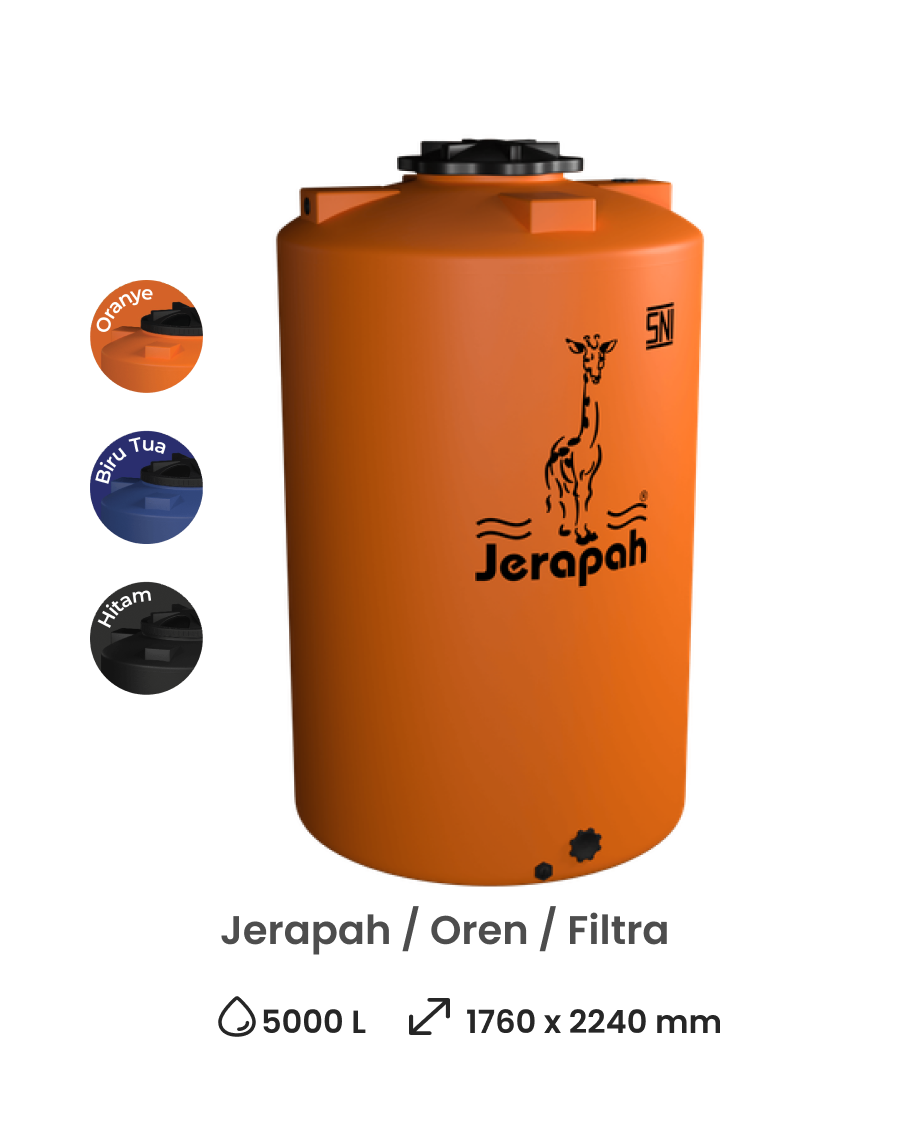 Oranye
Biru Tua
Hitam
SNI
®
Jerapah
Jerapah / Oren / Filtra
5000 L
1760 x 2240 mm